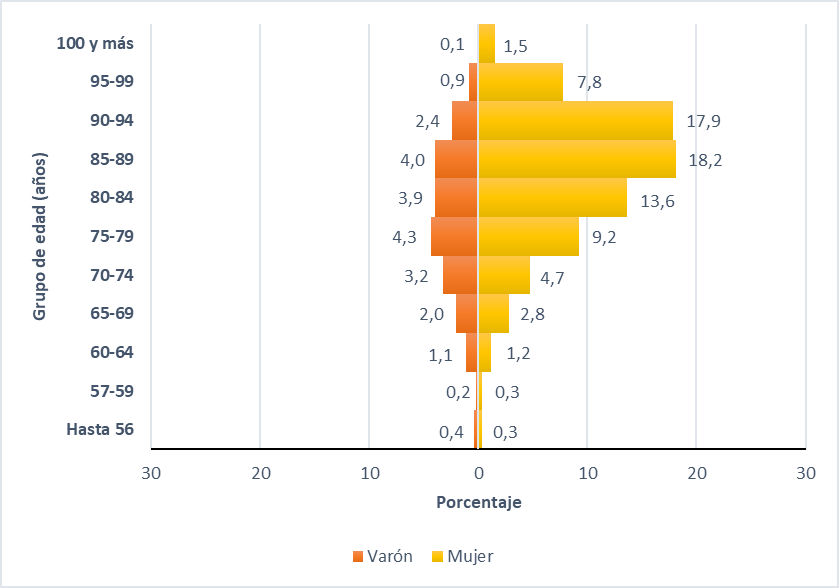 100 y más 0,1 1,5
95-99 0,9 7,8
90-94 2,4 17,9
85-89 4,0 18,2
80-84 3,9 13,6
75-79 4,3 9,2
70-74 3,2 4,7
65-69 2,0 2,8
60-64 1,1 1,2
57-59 0,2 0,3
Hasta 56 0,4 0,3
Grupo de edad (años)
30 20 10 0 10 20 30
Porcentaje
Varón Mujer